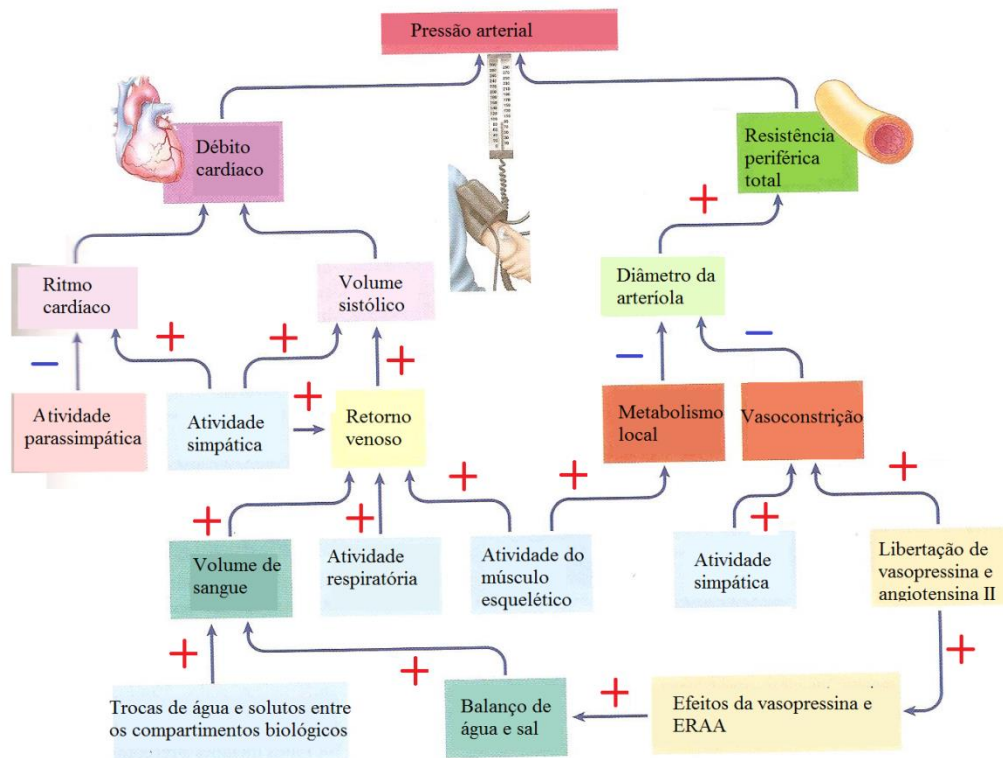 Pressão arterial
Débito
cardíaco
Resistência
periférica
total
Ritmo
cardíaco
Volume
sistólico
Diâmetro da
arteríola
Atividade
parassimpática
Atividade
simpática
Retorno
venoso
Metabolismo
local
Vasoconstrição
Volume de
sangue
Atividade
respiratória
Atividade do
músculo
esquelético
Atividade
simpática
Libertação de
vasopressina e
angiotensina II
Trocas de água e solutos entre
os compartimentos biológicos
Balanço de
água e sal
Efeitos da vasopressina e
ERAA